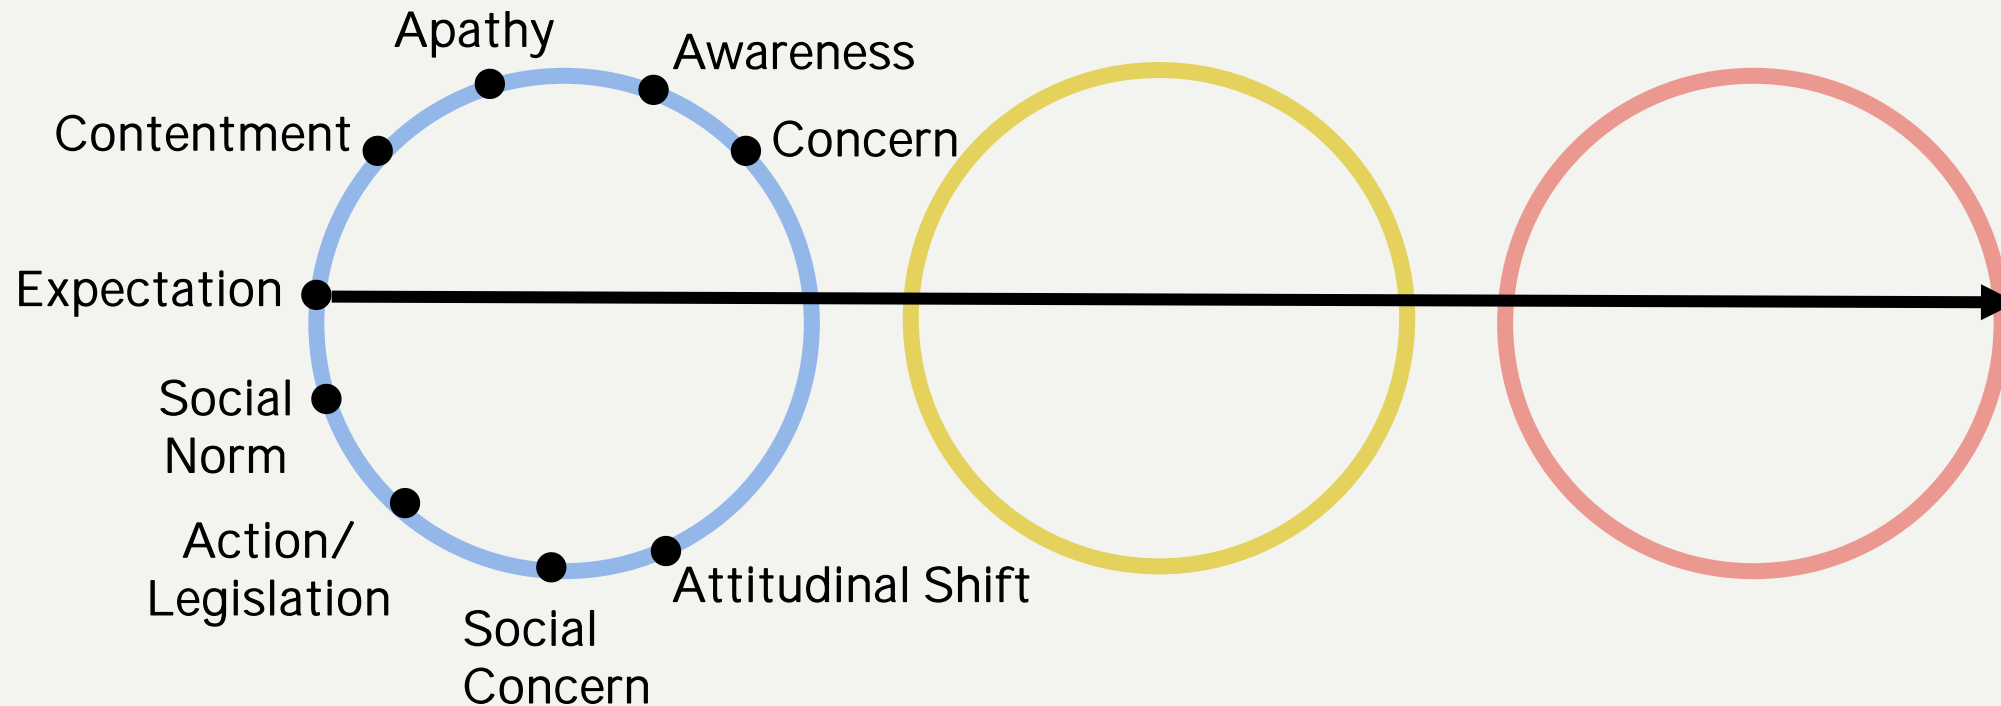 Apathy
Awareness
Contentment
Concern
Expectation
Social
Norm
Action/
Legislation
Attitudinal Shift
Social
Concern